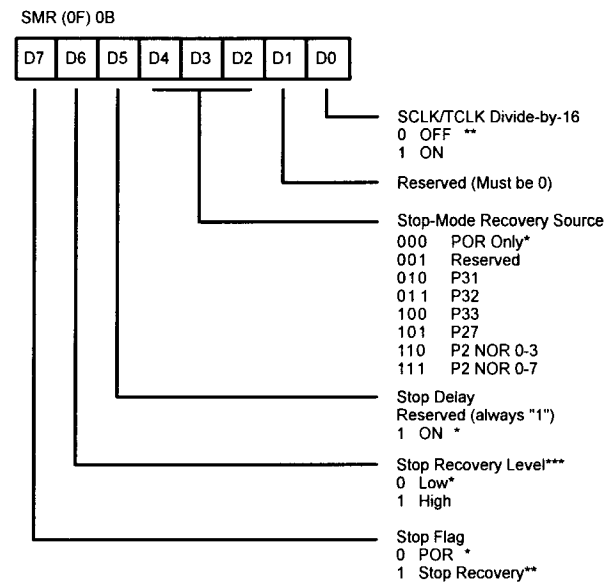 SMR (0F) 0B
D7 D6 D5 D4 D3 D2 D1 D0
SCLK/TCLK Divide-by-16
0 OFF **
1 ON
Reserved (Must be 0)
Stop-Mode Recovery Source
000 POR Only*
001 Reserved
010 P31
011 P32
100 P33
101 P27
110 P2 NOR 0-3
111 P2 NOR 0-7
Stop Delay
Reserved (always "1")
1 ON *
Stop Recovery Level***
0 Low*
1 High
Stop Flag
0 POR *
1 Stop Recovery**